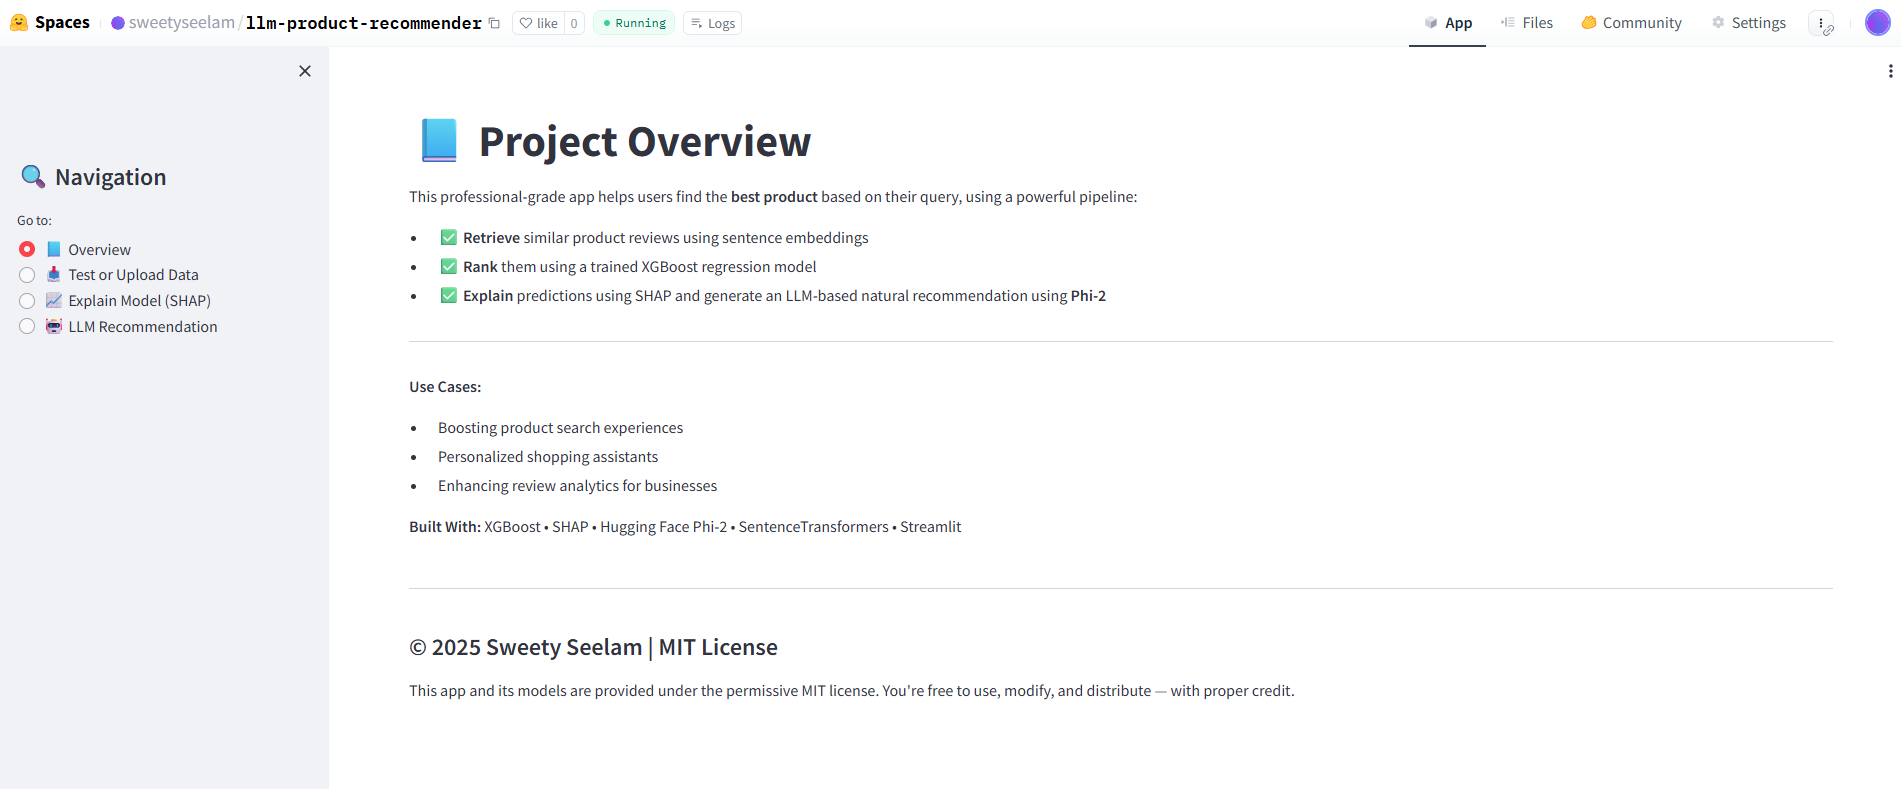 Spaces
sweetyseelam/llm-product-recommender
like 0
Running
Logs
App
Files
Community
Settings
Navigation
Go to:
Overview
Test or Upload Data
Explain Model (SHAP)
LLM Recommendation
Project Overview
This professional-grade app helps users find the best product based on their query, using a powerful pipeline:
• ✅ Retrieve similar product reviews using sentence embeddings
• ✅ Rank them using a trained XGBoost regression model
• ✅ Explain predictions using SHAP and generate an LLM-based natural recommendation using Phi-2
Use Cases:
• Boosting product search experiences
• Personalized shopping assistants
• Enhancing review analytics for businesses
Built With: XGBoost • SHAP • Hugging Face Phi-2 • SentenceTransformers • Streamlit
© 2025 Sweety Seelam | MIT License
This app and its models are provided under the permissive MIT license. You're free to use, modify, and distribute — with proper credit.